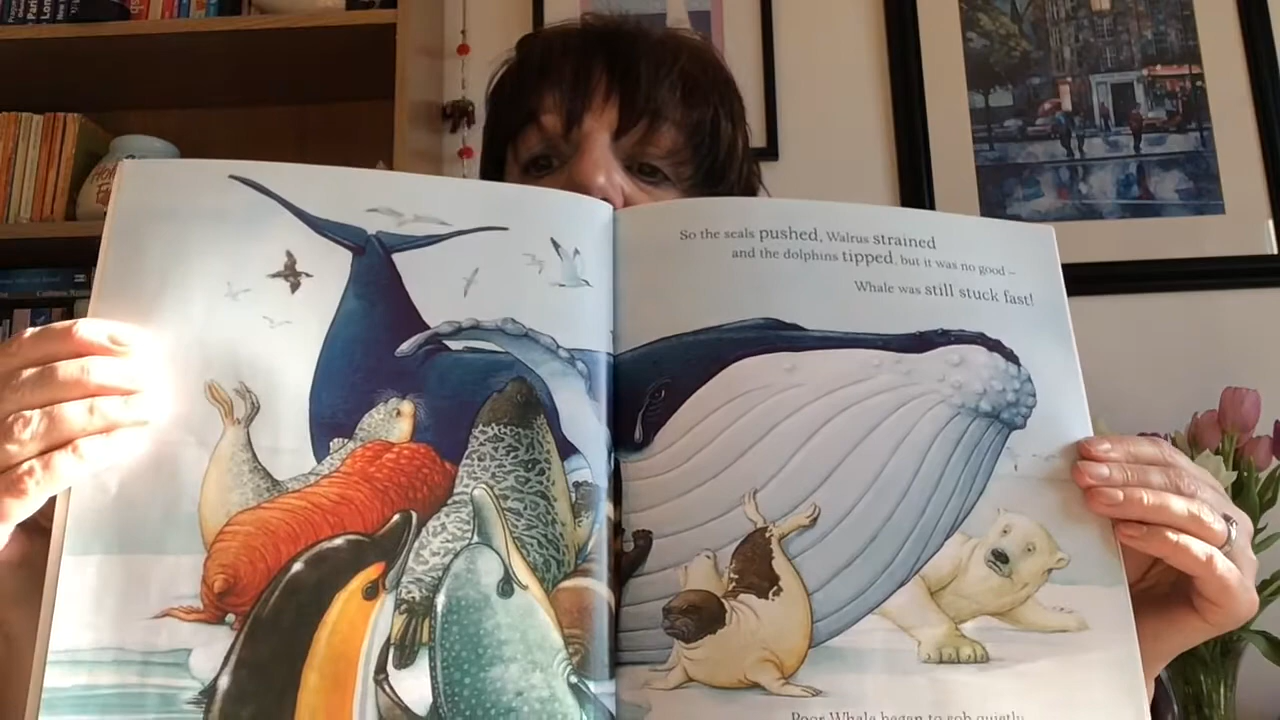 So the seals pushed, Walrus strained
and the dolphins tipped, but it was no good –
Whale was still stuck fast!
Poor Whale began to sob quietly